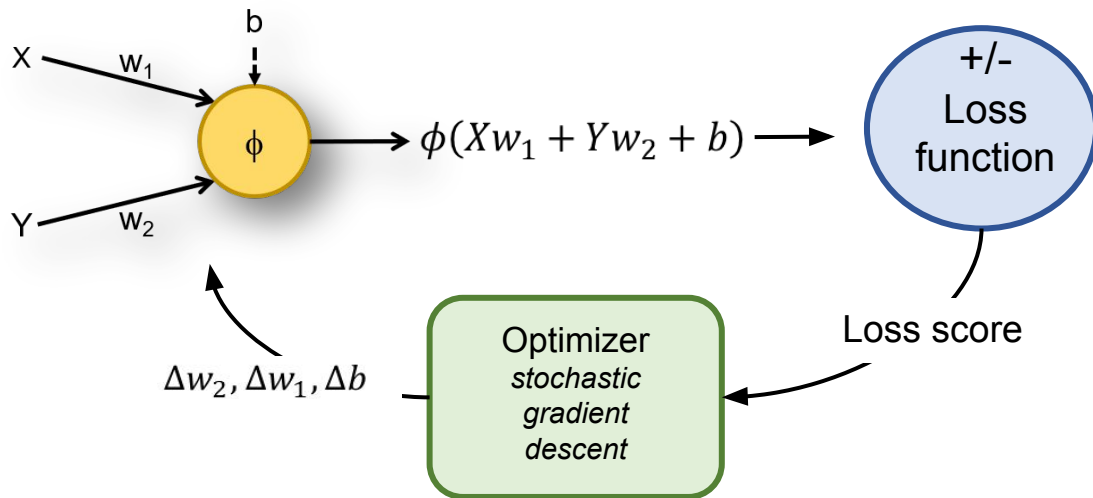 b
X
w₁
+/-
Loss
function
ϕ
ϕ(Xw₁ + Yw₂ + b)
Y
w₂
Loss score
Optimizer
stochastic
gradient
descent
Δw₂, Δw₁, Δb